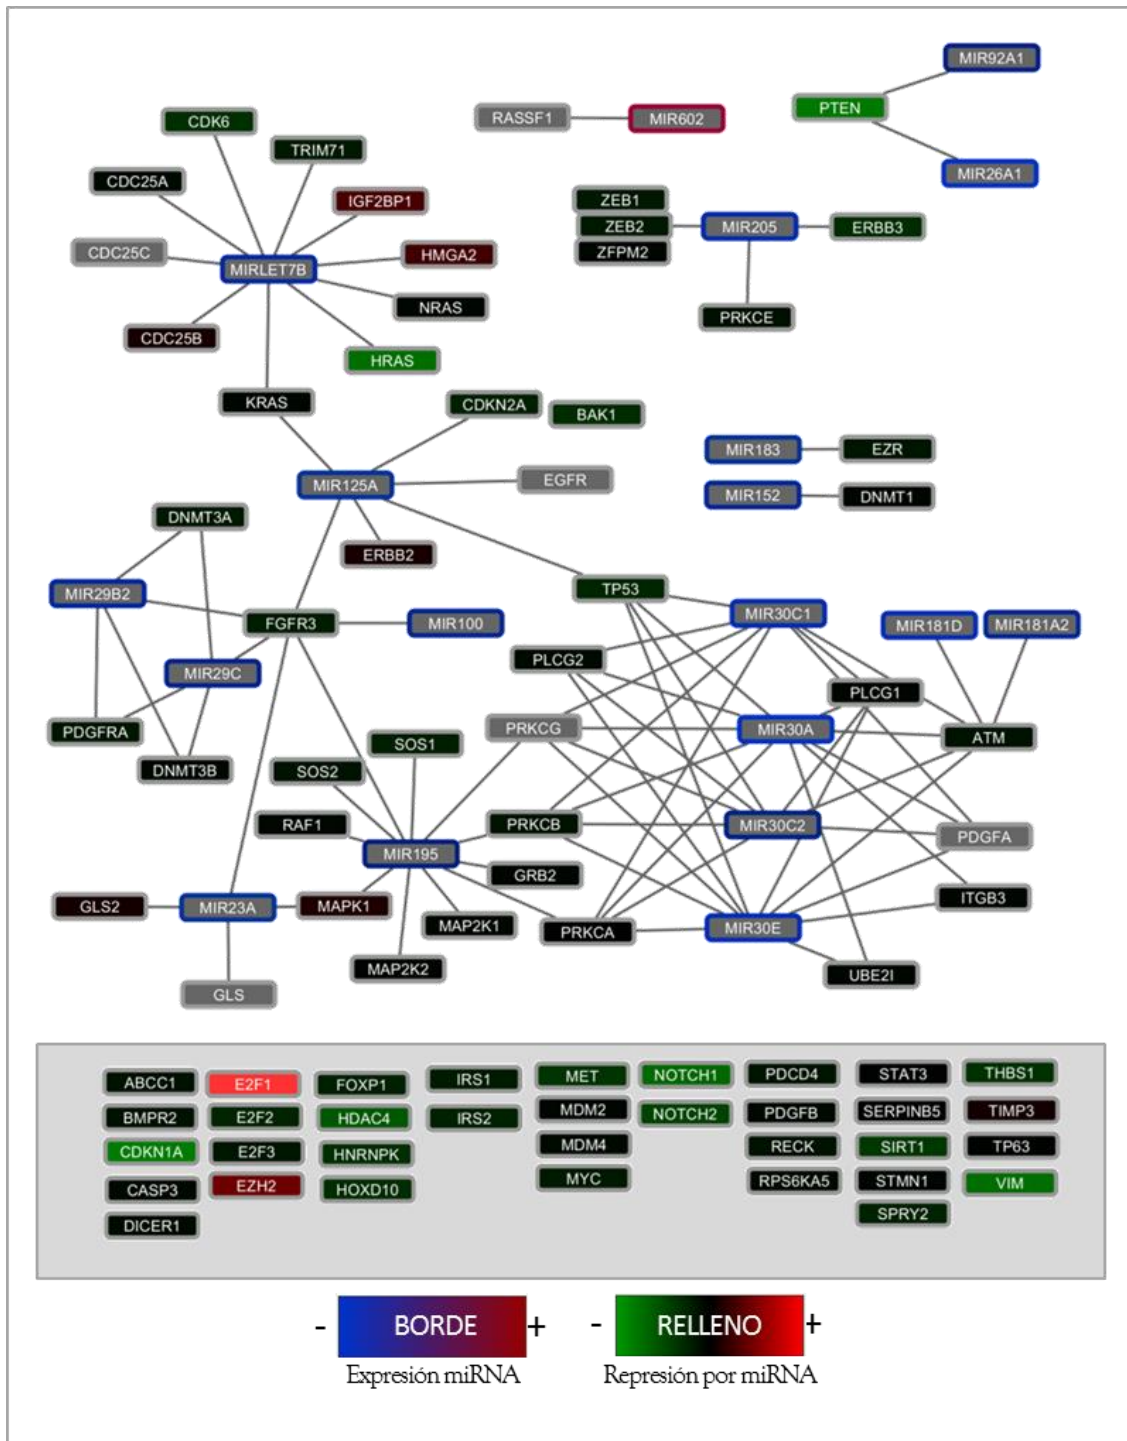 MIR92A1
PTEN
MIR26A1
RASSF1
MIR602
CDK6
TRIM71
CDC25A
IGF2BP1
CDC25C
HMGA2
MIRLET7B
NRAS
CDC25B
HRAS
KRAS
ZEB1
ZEB2
ZFPM2
MIR205
ERBB3
PRKCE
CDKN2A
BAK1
MIR125A
EGFR
MIR183
EZR
MIR152
DNMT1
DNMT3A
ERBB2
MIR29B2
FGFR3
MIR100
MIR29C
PDGFRA
DNMT3B
TP53
MIR30C1
MIR181D
MIR181A2
PLCG2
PLCG1
PRKCG
MIR30A
ATM
SOS1
SOS2
RAF1
PRKCB
MIR30C2
PDGFA
MIR195
GRB2
ITGB3
GLS2
MIR23A
MAPK1
MAP2K1
PRKCA
MIR30E
MAP2K2
UBE2I
GLS
ABCC1
E2F1
FOXP1
IRS1
MET
NOTCH1
PDCD4
STAT3
THBS1
BMPR2
E2F2
HDAC4
IRS2
MDM2
NOTCH2
PDGFB
SERPINB5
TIMP3
CDKN1A
E2F3
HNRNPK
MDM4
RECK
SIRT1
TP63
CASP3
EZH2
HOXD10
MYC
RPS6KA5
STMN1
VIM
DICER1
SPRY2
- BORDE +
Expresión miRNA
- RELLENO +
Represión por miRNA